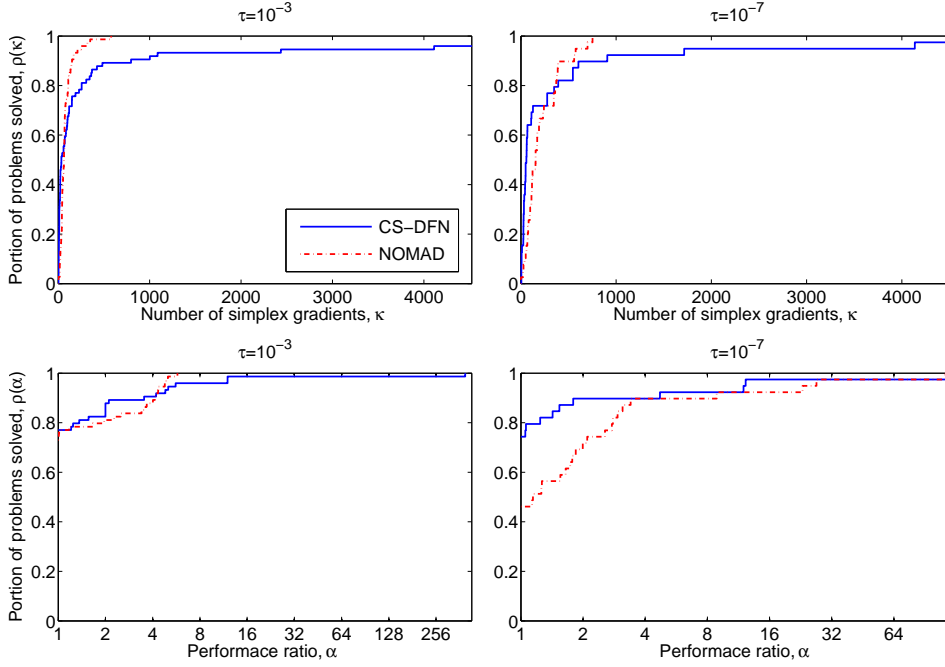 τ=10⁻³
τ=10⁻⁷
Portion of problems solved, ρ(κ)
1
0.8
0.6
0.4
0.2
0
CS−DFN
NOMAD
0 1000 2000 3000 4000
Number of simplex gradients, κ
1
0.8
0.6
0.4
0.2
0
0 1000 2000 3000 4000
Number of simplex gradients, κ
τ=10⁻³
τ=10⁻⁷
Portion of problems solved, ρ(α)
1
0.8
0.6
0.4
0.2
0
1 2 4 8 16 32 64 128 256
Performace ratio, α
1
0.8
0.6
0.4
0.2
0
1 2 4 8 16 32 64
Performace ratio, α